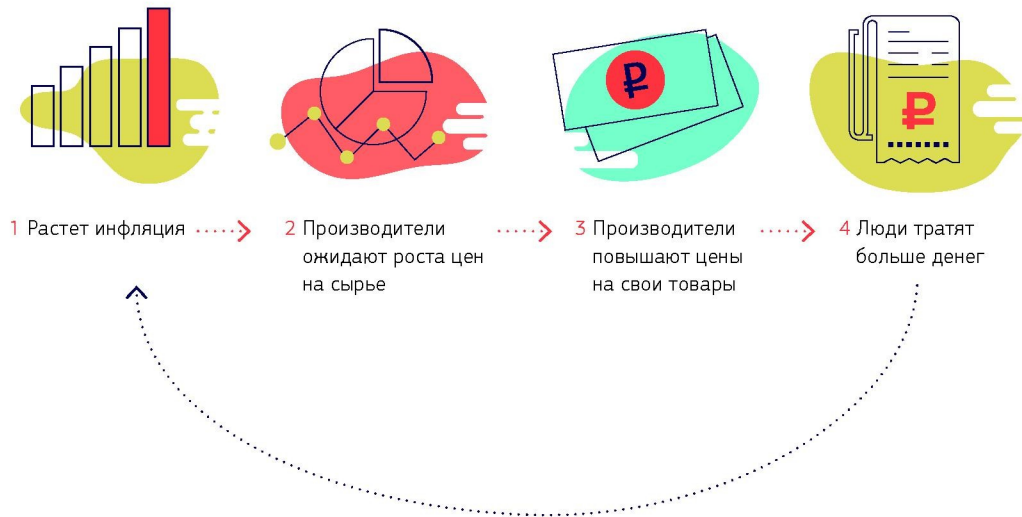 ₽
₽
1 Растет инфляция
2 Производители
ожидают роста цен
на сырье
3 Производители
повышают цены
на свои товары
4 Люди тратят
больше денег